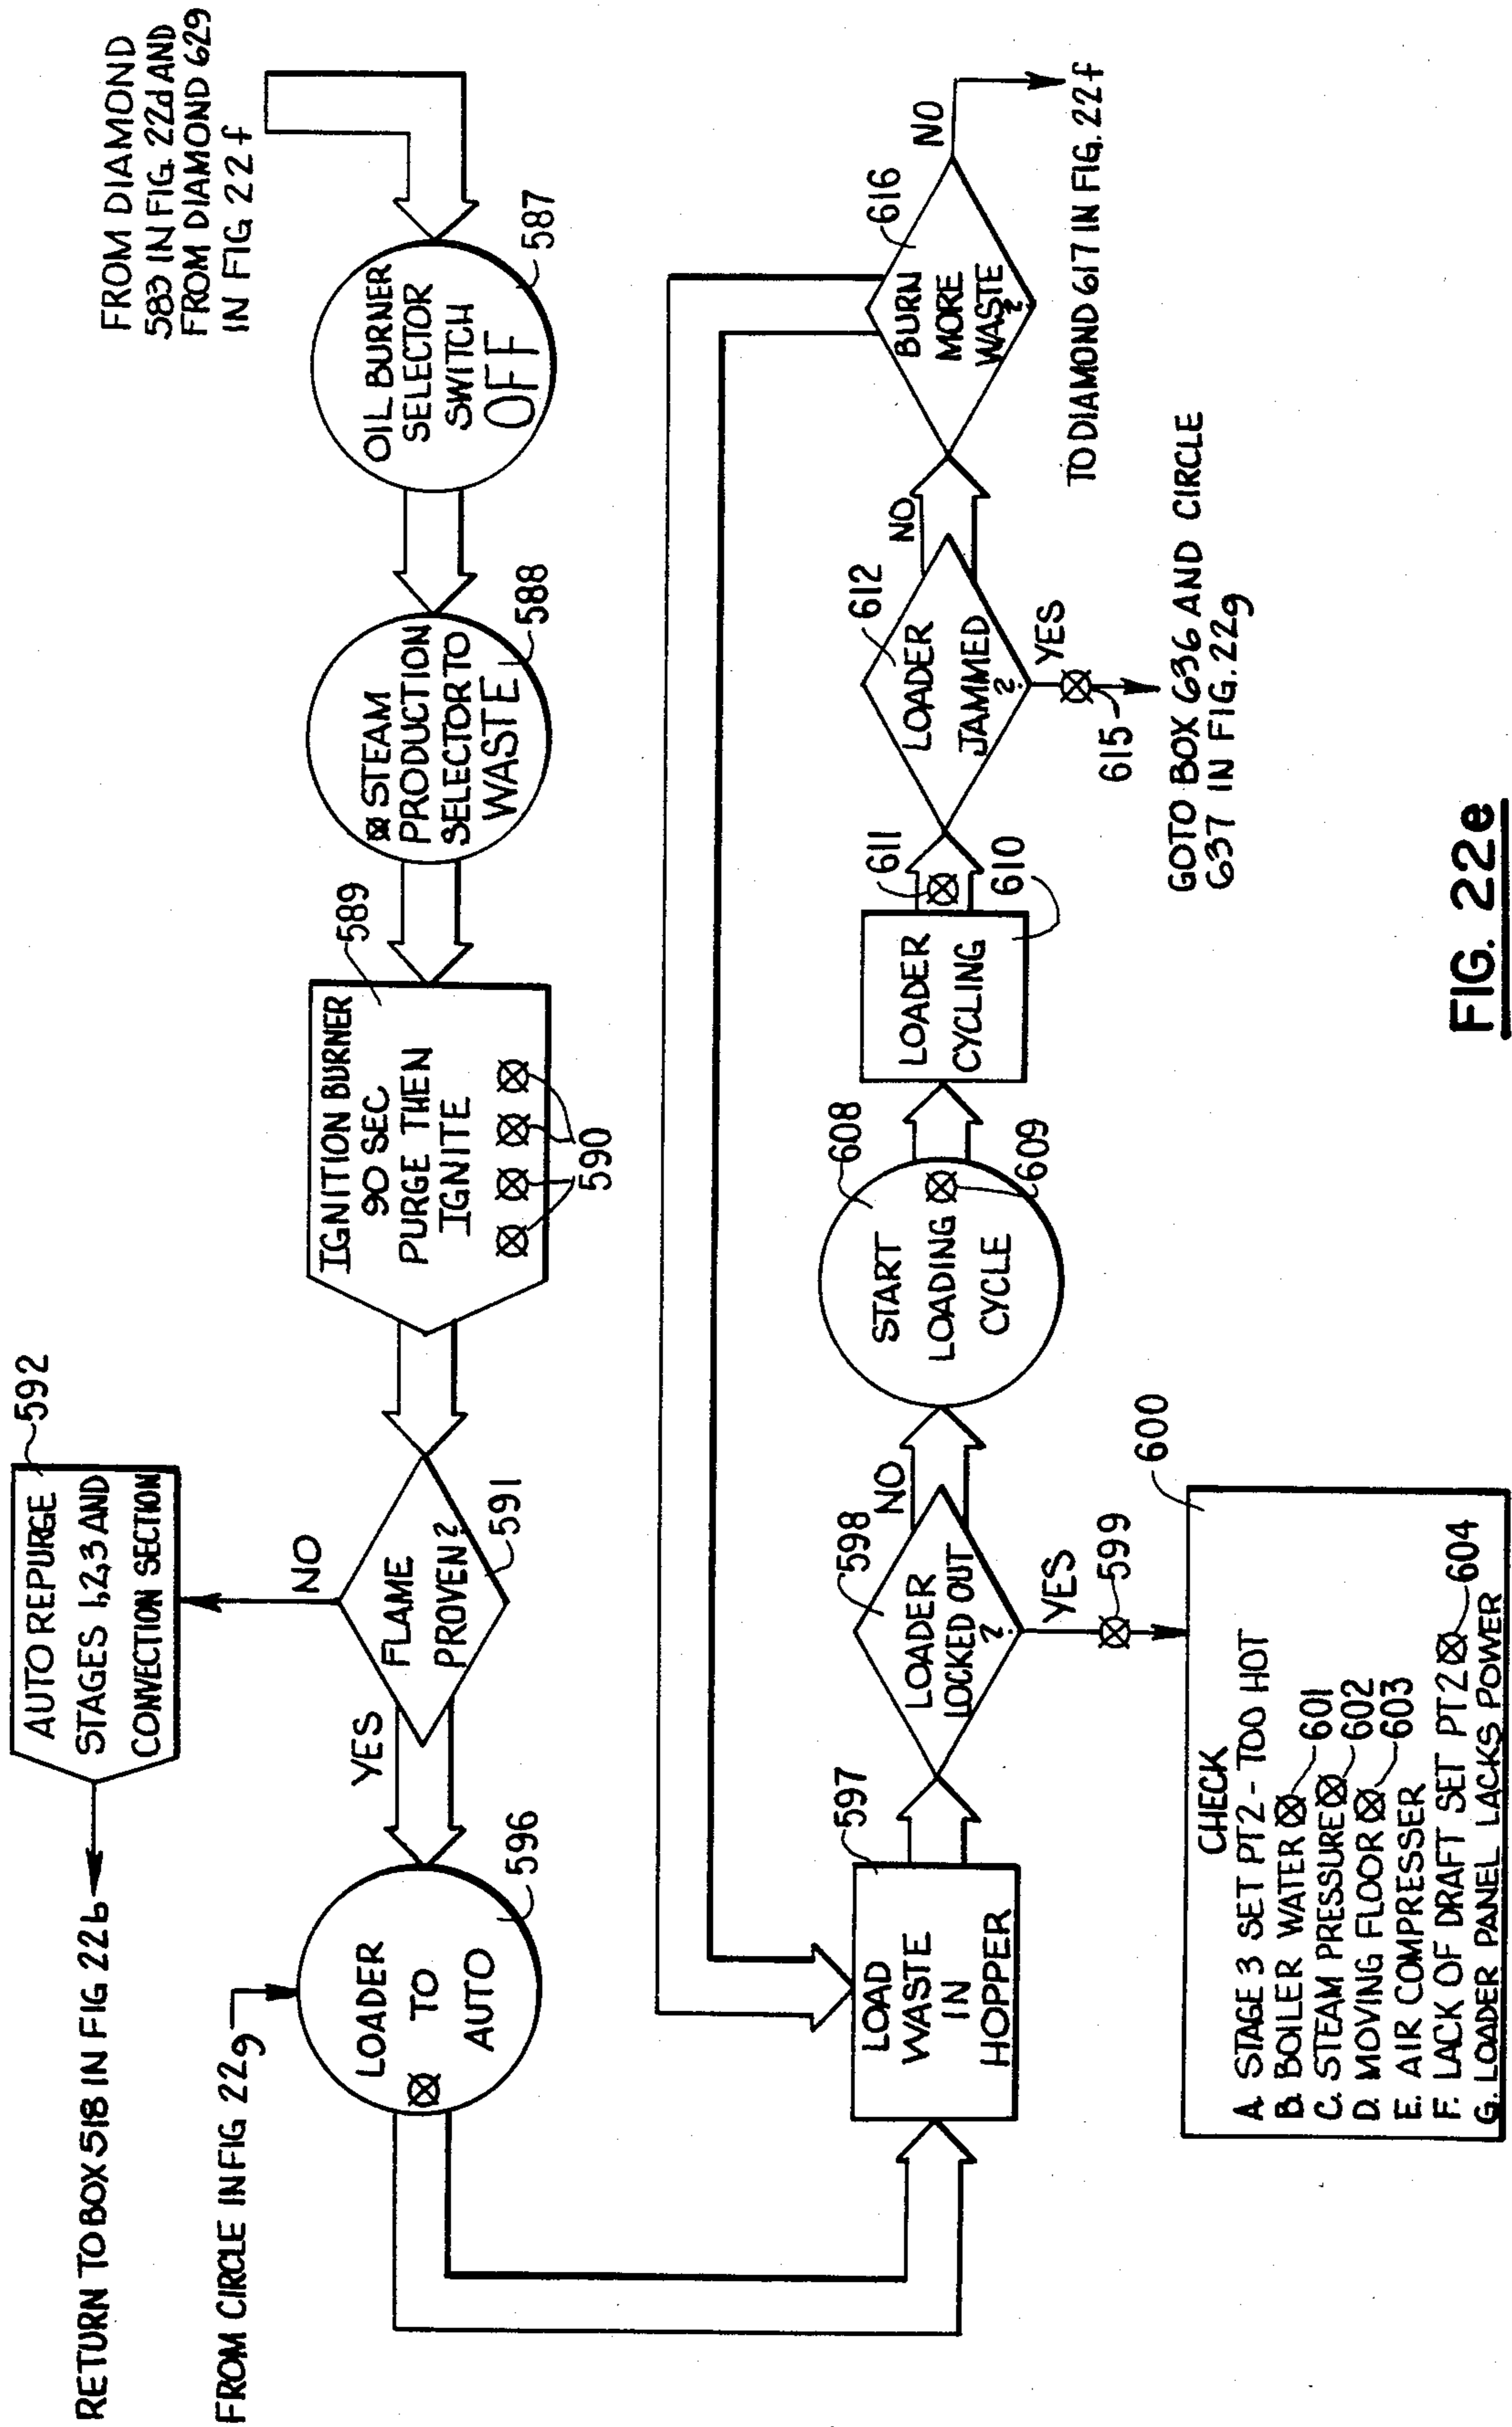 RETURN TO BOX 518 IN FIG 22b
AUTO REPURGE
STAGES 1,2,3 AND
CONVECTION SECTION
592
FROM DIAMOND
583 IN FIG. 22d AND
FROM DIAMOND 629
IN FIG 22f
FROM CIRCLE IN FIG 22g
LOADER
TO
AUTO
596
YES
FLAME
PROVEN?
591
NO
IGNITION BURNER
90 SEC
PURGE THEN
IGNITE
589
590
STEAM
PRODUCTION
SELECTOR TO
WASTE
588
OIL BURNER
SELECTOR
SWITCH
OFF
587
LOAD
WASTE
IN
HOPPER
597
LOADER
LOCKED OUT
?
598
NO
YES
599
START
LOADING
CYCLE
608
609
LOADER
CYCLING
610
611
LOADER
JAMMED
?
612
NO
YES
615
GOTO BOX 636 AND CIRCLE
637 IN FIG. 22g
BURN
MORE
WASTE
?
616
NO
TO DIAMOND 617 IN FIG. 22f
600
CHECK
A. STAGE 3 SET PT2 - TOO HOT
B. BOILER WATER 601
C. STEAM PRESSURE 602
D. MOVING FLOOR 603
E. AIR COMPRESSER
F. LACK OF DRAFT SET PT2 604
G. LOADER PANEL LACKS POWER
FIG. 22e